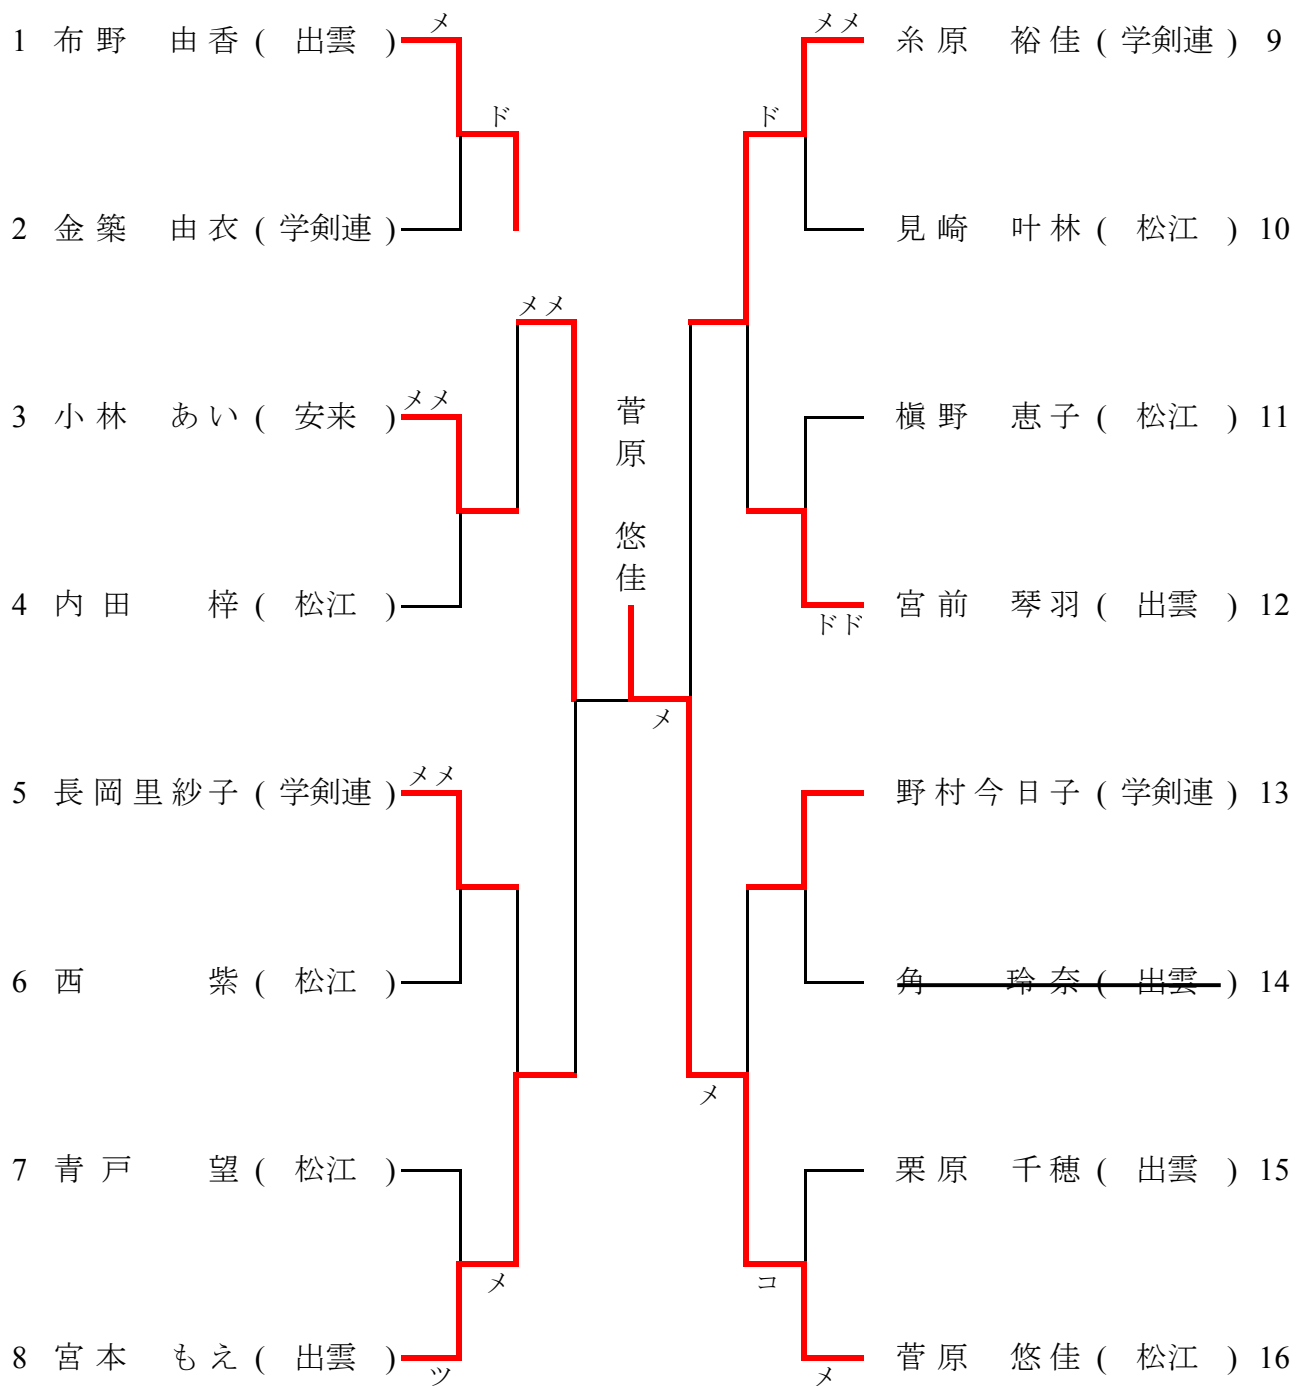 メ
1 布野 由香 ( 出雲 )
ド
2 金築 由衣 ( 学剣連 )
メメ
メメ
3 小林 あい ( 安来 )
4 内田 梓 ( 松江 )
メメ
5 長岡里紗子 ( 学剣連 )
6 西 紫 ( 松江 )
7 青戸 望 ( 松江 )
メ
8 宮本 もえ ( 出雲 )
ツ
菅原 悠佳
メ
メメ
糸原 裕佳 ( 学剣連 ) 9
ド
見崎 叶林 ( 松江 ) 10
槇野 恵子 ( 松江 ) 11
宮前 琴羽 ( 出雲 ) 12
ドド
野村今日子 ( 学剣連 ) 13
角 玲奈 ( 出雲 ) 14
メ
栗原 千穂 ( 出雲 ) 15
コ
菅原 悠佳 ( 松江 ) 16
メ